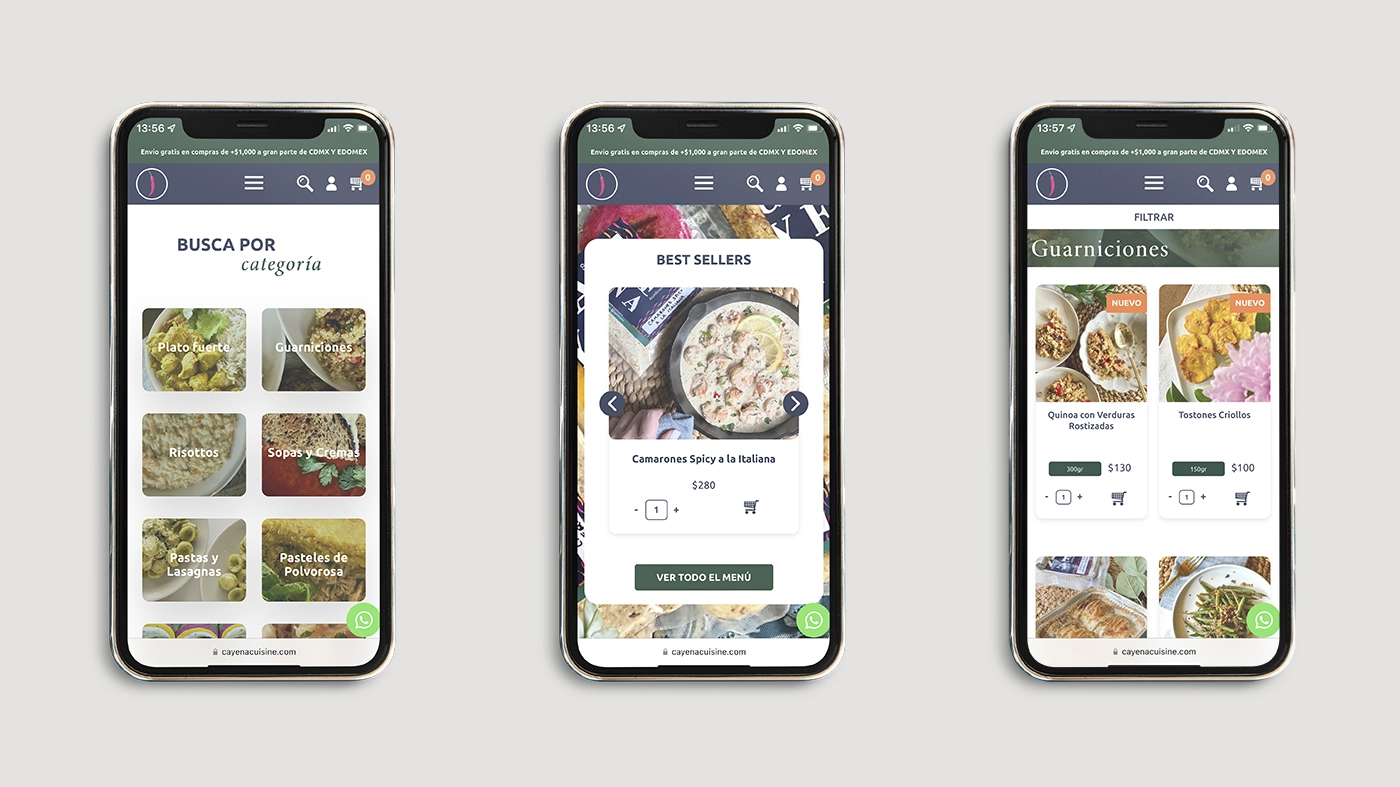 13:56
Envío gratis en compras de +$1,000 a gran parte de CDMX Y EDOMEX
0
BUSCA POR
categoría
Plato fuerte
Guarniciones
Risottos
Sopas y Cremas
Pastas y
Lasagnas
Pasteles de
Polvorosa
cayenacuisine.com
13:56
Envío gratis en compras de +$1,000 a gran parte de CDMX Y EDOMEX
0
BEST SELLERS
CAMARONES SPICY
A LA ITALIANA
Camarones Spicy a la Italiana
$280
- 1 +
VER TODO EL MENÚ
cayenacuisine.com
13:57
Envío gratis en compras de +$1,000 a gran parte de CDMX Y EDOMEX
0
FILTRAR
Guarniciones
NUEVO
Quinoa con Verduras
Rostizadas
300gr $130
- 1 +
NUEVO
Tostones Criollos
150gr $100
- 1 +
cayenacuisine.com